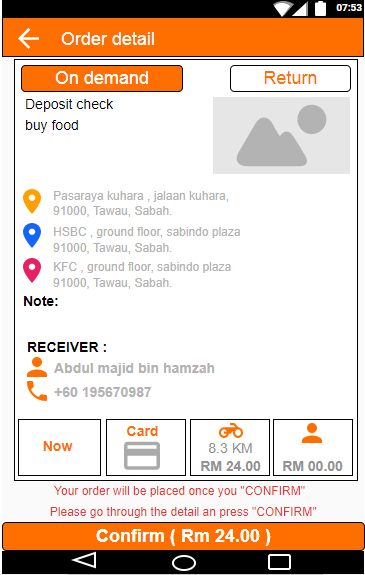 07:53
Order detail
On demand
Return
Deposit check
buy food
Pasaraya kuhara , jalaan kuhara,
91000, Tawau, Sabah.
HSBC , ground floor, sabindo plaza
91000, Tawau, Sabah.
KFC , ground floor, sabindo plaza
91000, Tawau, Sabah.
Note:
RECEIVER :
Abdul majid bin hamzah
+60 195670987
Now
Card
8.3 KM
RM 24.00
RM 00.00
Your order will be placed once you "CONFIRM"
Please go through the detail an press "CONFIRM"
Confirm ( Rm 24.00 )